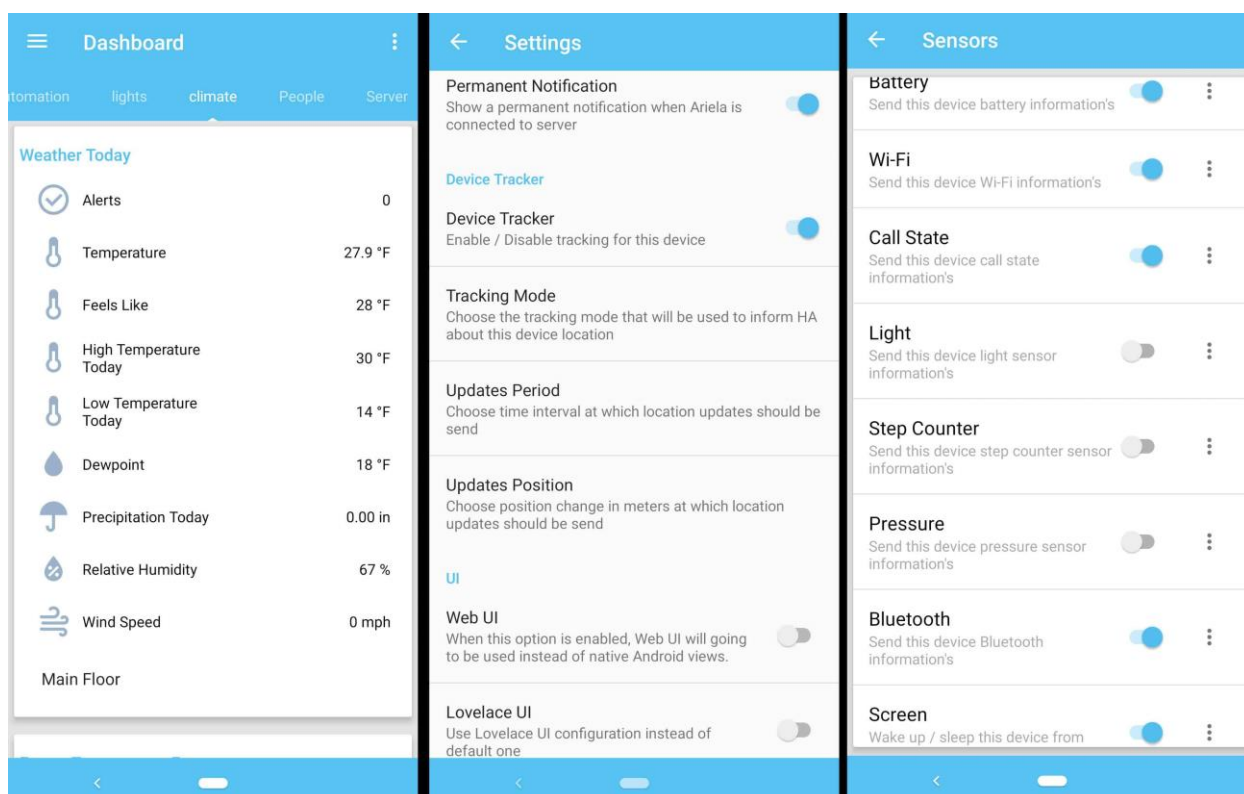 Dashboard
tomation lights climate People Server
Weather Today
Alerts 0
Temperature 27.9 °F
Feels Like 28 °F
High Temperature
Today 30 °F
Low Temperature
Today 14 °F
Dewpoint 18 °F
Precipitation Today 0.00 in
Relative Humidity 67 %
Wind Speed 0 mph
Main Floor
Settings
Permanent Notification
Show a permanent notification when Ariela is
connected to server
Device Tracker
Device Tracker
Enable / Disable tracking for this device
Tracking Mode
Choose the tracking mode that will be used to inform HA
about this device location
Updates Period
Choose time interval at which location updates should be
send
Updates Position
Choose position change in meters at which location
updates should be send
UI
Web UI
When this option is enabled, Web UI will going
to be used instead of native Android views.
Lovelace UI
Use Lovelace UI configuration instead of
default one
Sensors
Battery
Send this device battery information's
Wi-Fi
Send this device Wi-Fi information's
Call State
Send this device call state
information's
Light
Send this device light sensor
information's
Step Counter
Send this device step counter sensor
information's
Pressure
Send this device pressure sensor
information's
Bluetooth
Send this device Bluetooth
information's
Screen
Wake up / sleep this device from